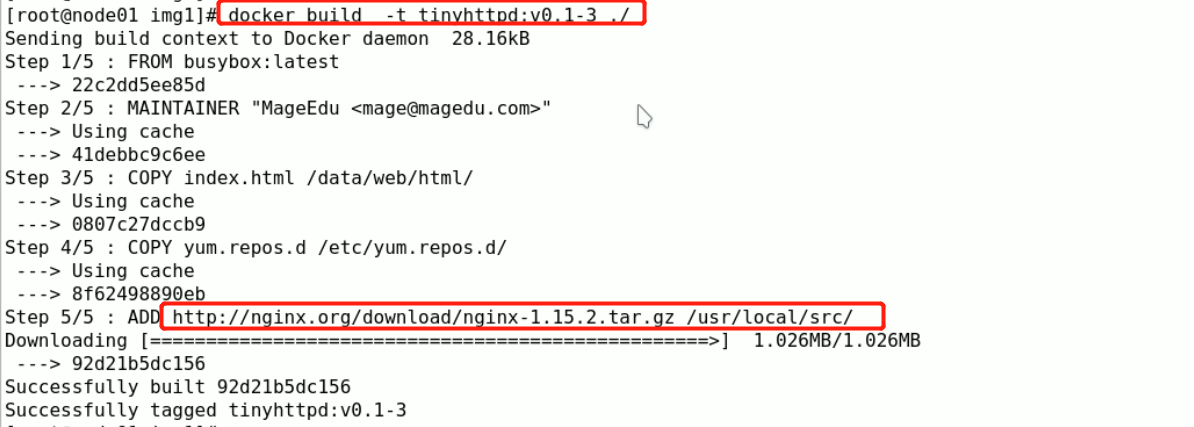 [root@node01 img1]# docker build  -t tinyhttpd:v0.1-3 ./
Sending build context to Docker daemon  28.16kB
Step 1/5 : FROM busybox:latest
 ---> 22c2dd5ee85d
Step 2/5 : MAINTAINER "MageEdu <mage@magedu.com>"
 ---> Using cache
 ---> 41debbc9c6ee
Step 3/5 : COPY index.html /data/web/html/
 ---> Using cache
 ---> 0807c27dccb9
Step 4/5 : COPY yum.repos.d /etc/yum.repos.d/
 ---> Using cache
 ---> 8f62498890eb
Step 5/5 : ADD http://nginx.org/download/nginx-1.15.2.tar.gz /usr/local/src/
Downloading [==================================================>]  1.026MB/1.026MB
 ---> 92d21b5dc156
Successfully built 92d21b5dc156
Successfully tagged tinyhttpd:v0.1-3